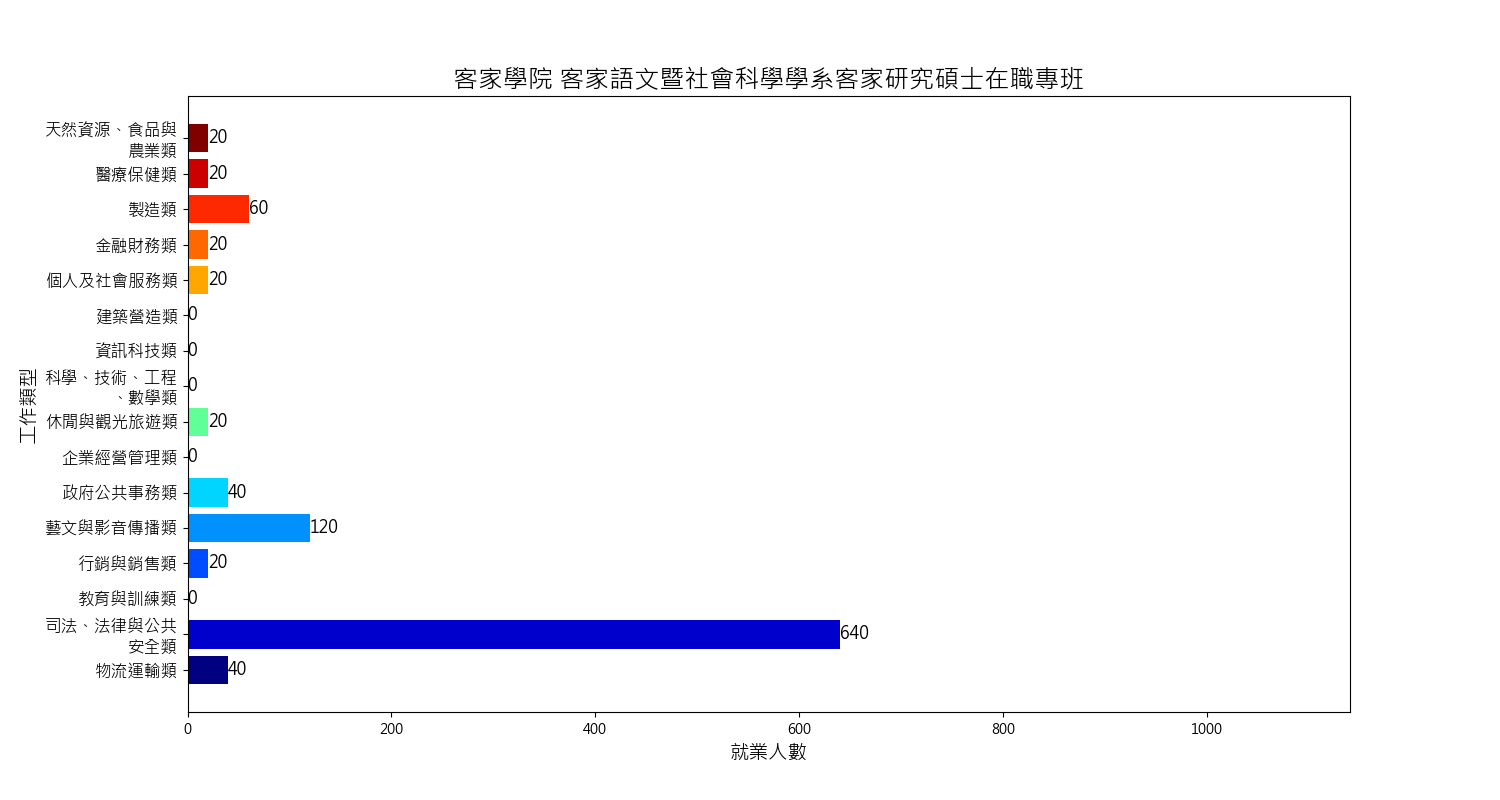 客家學院 客家語文暨社會科學學系客家研究碩士在職專班
天然資源、食品與
農業類
20
醫療保健類
20
製造類
60
金融財務類
20
個人及社會服務類
20
建築營造類
0
資訊科技類
0
科學、技術、工程
、數學類
0
休閒與觀光旅遊類
20
企業經營管理類
0
政府公共事務類
40
藝文與影音傳播類
120
行銷與銷售類
20
教育與訓練類
0
司法、法律與公共
安全類
640
物流運輸類
40
工作類型
0 200 400 600 800 1000
就業人數